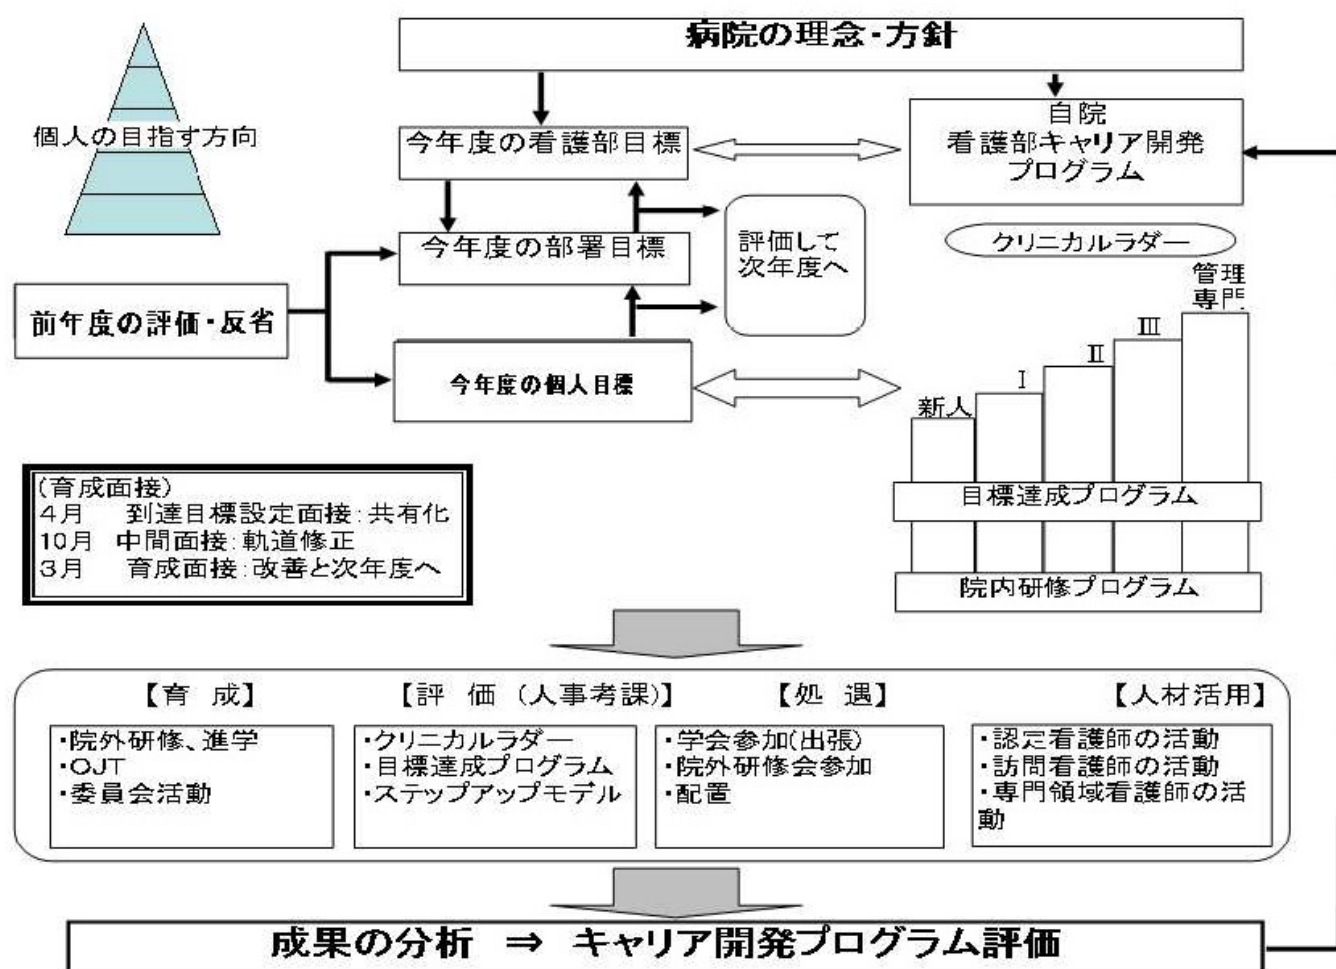 病院の理念・方針
個人の目指す方向
今年度の看護部目標
自院
看護部キャリア開発
プログラム
今年度の部署目標
評価して
次年度へ
クリニカルラダー
前年度の評価・反省
今年度の個人目標
新人
Ⅰ
Ⅱ
Ⅲ
管理
専門
目標達成プログラム
院内研修プログラム
(育成面接)
4月 到達目標設定面接:共有化
10月 中間面接:軌道修正
3月 育成面接:改善と次年度へ
【育 成】
・院外研修、進学
・OJT
・委員会活動
【評 価(人事考課)】
・クリニカルラダー
・目標達成プログラム
・ステップアップモデル
【処 遇】
・学会参加(出張)
・院外研修会参加
・配置
【人材活用】
・認定看護師の活動
・訪問看護師の活動
・専門領域看護師の活
動
成果の分析 ⇒ キャリア開発プログラム評価